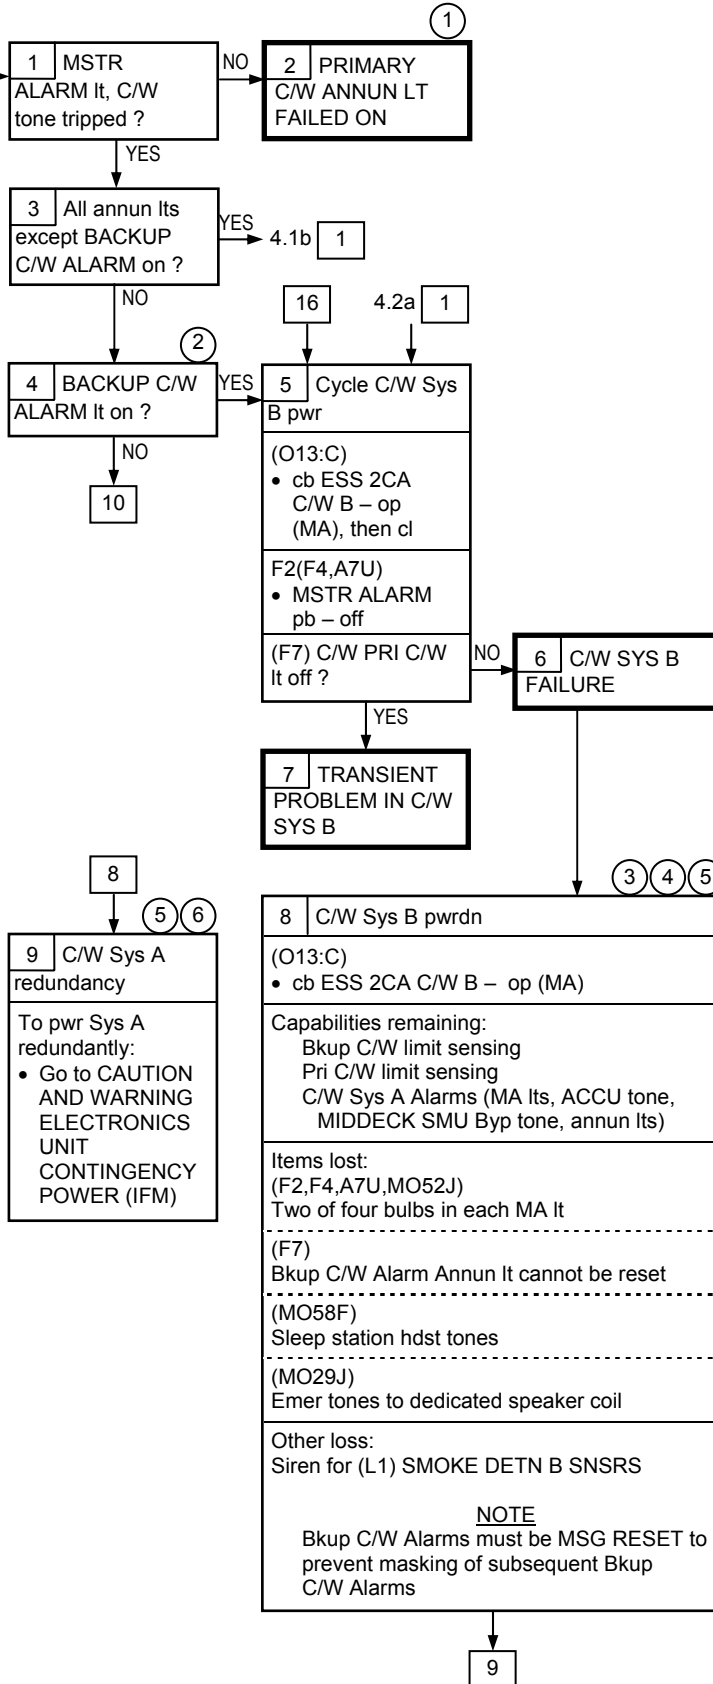 1
1 MSTR
ALARM lt, C/W
tone tripped ?
NO
2 PRIMARY
C/W ANNUN LT
FAILED ON
YES
3 All annun lts
except BACKUP
C/W ALARM on ?
YES
4.1b 1
NO
16
4.2a 1
2
4 BACKUP C/W
ALARM lt on ?
YES
NO
10
5 Cycle C/W Sys
B pwr
(O13:C)
• cb ESS 2CA
C/W B – op
(MA), then cl
F2(F4,A7U)
• MSTR ALARM
pb – off
(F7) C/W PRI C/W
lt off ?
NO
6 C/W SYS B
FAILURE
YES
7 TRANSIENT
PROBLEM IN C/W
SYS B
8
5 6
9 C/W Sys A
redundancy
To pwr Sys A
redundantly:
• Go to CAUTION
AND WARNING
ELECTRONICS
UNIT
CONTINGENCY
POWER (IFM)
3 4 5
8 C/W Sys B pwrdn
(O13:C)
• cb ESS 2CA C/W B – op (MA)
Capabilities remaining:
Bkup C/W limit sensing
Pri C/W limit sensing
C/W Sys A Alarms (MA lts, ACCU tone,
MIDDECK SMU Byp tone, annun lts)
Items lost:
(F2,F4,A7U,MO52J)
Two of four bulbs in each MA lt
(F7)
Bkup C/W Alarm Annun lt cannot be reset
(MO58F)
Sleep station hdst tones
(MO29J)
Emer tones to dedicated speaker coil
Other loss:
Siren for (L1) SMOKE DETN B SNSRS
NOTE
Bkup C/W Alarms must be MSG RESET to
prevent masking of subsequent Bkup
C/W Alarms
9